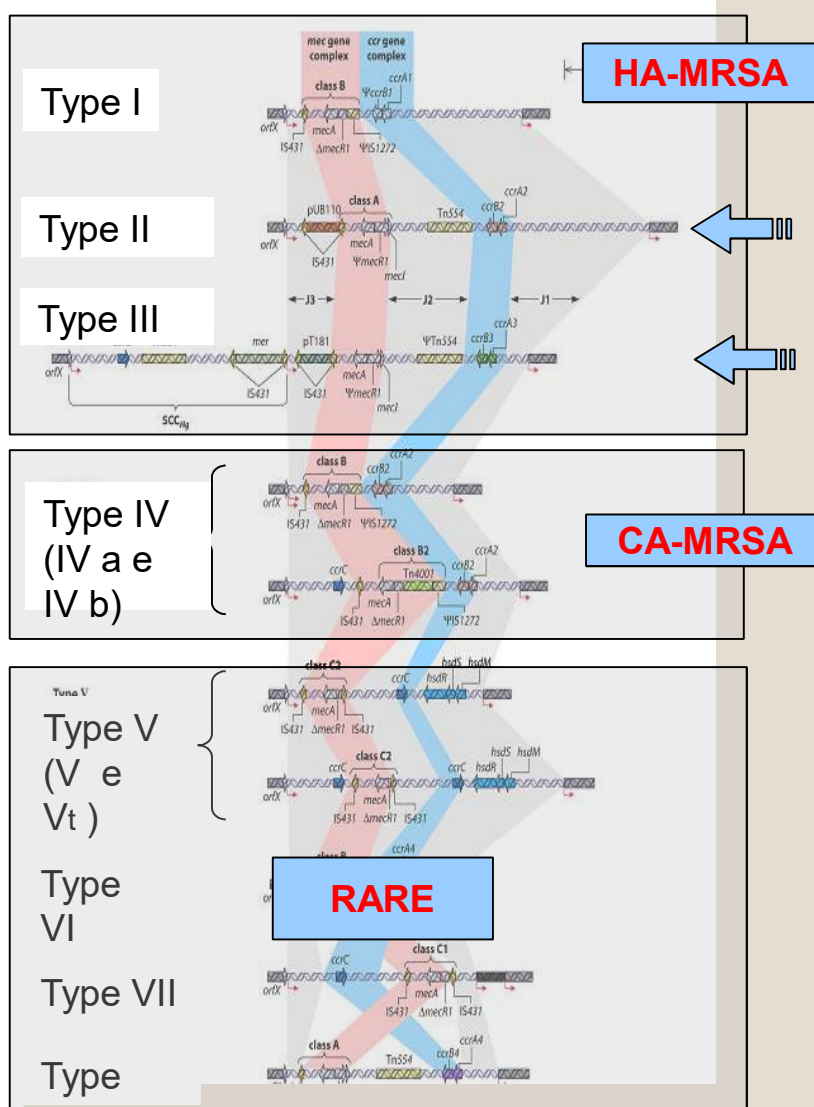 mec gene
complex
ccr gene
complex
HA-MRSA
Type I
class B
ΨccrB1
ccrA1
orfX
IS431
mecA
ΔmecR1
ΨIS1272
Type II
pUB110
class A
Tn554
ccrB2
ccrA2
orfX
IS431
mecA
ΨmecR1
mecI
J3
J2
J1
Type III
mer
pT181
ΨTn554
ccrB3
ccrA3
orfX
IS431
IS431
mecA
ΨmecR1
mecI
SCCHg
Type IV
(IV a e
IV b)
CA-MRSA
class B
ccrB2
ccrA2
orfX
IS431
mecA
ΔmecR1
ΨIS1272
class B2
ccrC
Tn4001
ccrB2
ccrA2
orfX
IS431
mecA
ΔmecR1
ΨIS1272
Type V
Type V
(V e
Vt )
class C2
ccrC
hsdR
hsdS
hsdM
orfX
IS431
mecA
ΔmecR1
IS431
ccrC
class C2
ccrC
hsdR
hsdS
hsdM
orfX
IS431
mecA
ΔmecR1
IS431
Type
VI
ccrA4
RARE
Type VII
ccrC
class C1
orfX
IS431
mecA
ΔmecR1
IS431
Type
class A
Tn554
ccrB4
ccrA4